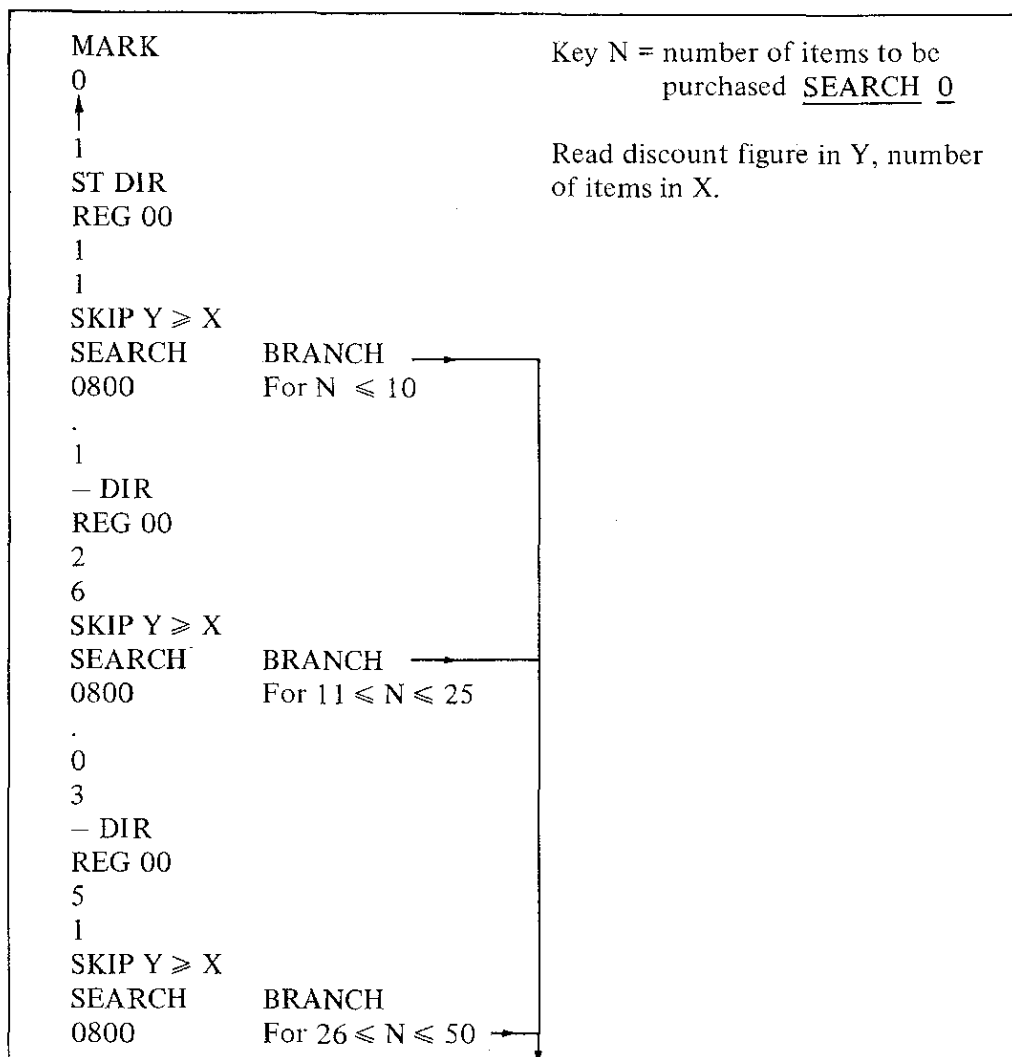 MARK
0
↑
1
ST DIR
REG 00
1
1
SKIP Y ⩾ X
SEARCH BRANCH
0800 For N ⩽ 10
.
1
– DIR
REG 00
2
6
SKIP Y ⩾ X
SEARCH BRANCH
0800 For 11 ⩽ N ⩽ 25
.
0
3
– DIR
REG 00
5
1
SKIP Y ⩾ X
SEARCH BRANCH
0800 For 26 ⩽ N ⩽ 50
Key N = number of items to be
purchased SEARCH 0
Read discount figure in Y, number
of items in X.